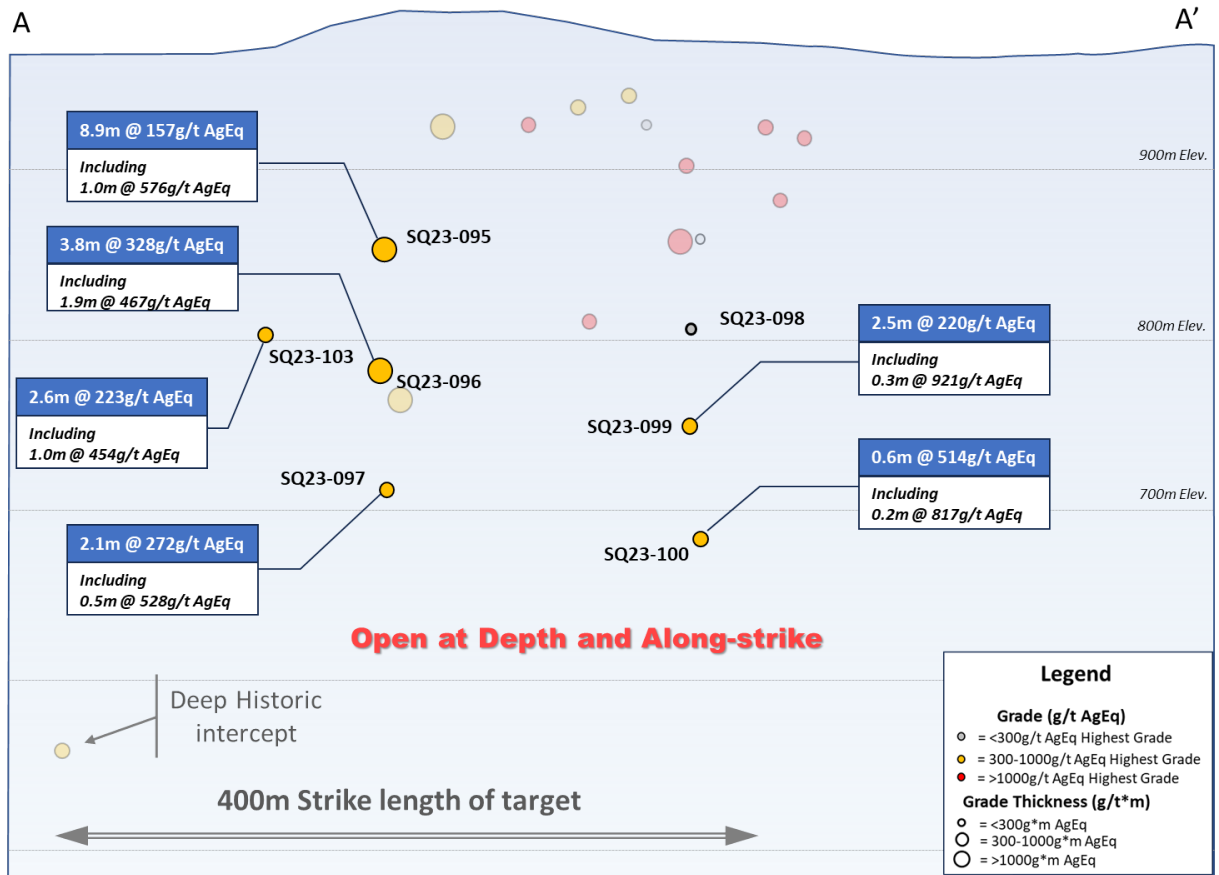 A
A’
8.9m @ 157g/t AgEq
Including
1.0m @ 576g/t AgEq
900m Elev.
3.8m @ 328g/t AgEq
Including
1.9m @ 467g/t AgEq
SQ23-095
SQ23-098
2.5m @ 220g/t AgEq
Including
0.3m @ 921g/t AgEq
800m Elev.
SQ23-103
SQ23-096
2.6m @ 223g/t AgEq
Including
1.0m @ 454g/t AgEq
SQ23-099
0.6m @ 514g/t AgEq
Including
0.2m @ 817g/t AgEq
SQ23-097
700m Elev.
2.1m @ 272g/t AgEq
Including
0.5m @ 528g/t AgEq
SQ23-100
Open at Depth and Along-strike
Deep Historic
intercept
400m Strike length of target
Legend
Grade (g/t AgEq)
= <300g/t AgEq Highest Grade
= 300-1000g/t AgEq Highest Grade
= >1000g/t AgEq Highest Grade
Grade Thickness (g/t*m)
= <300g*m AgEq
= 300-1000g*m AgEq
= >1000g*m AgEq